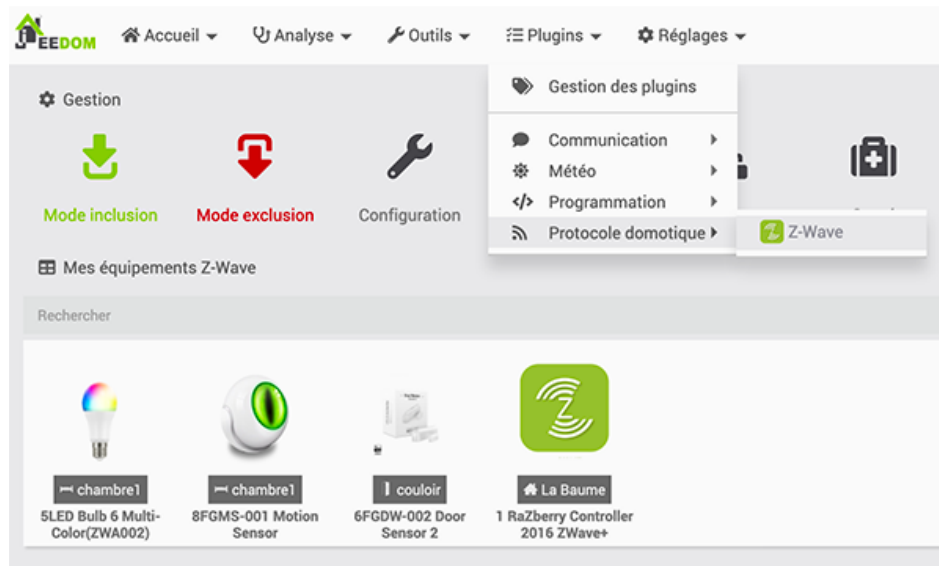 JEEDOM Accueil Analyse Outils Plugins Réglages
Gestion des plugins
Gestion
Communication
Météo
Programmation
Protocole domotique Z-Wave
Mode inclusion Mode exclusion Configuration
Mes équipements Z-Wave
Rechercher
chambre1 chambre1 couloir La Baume
5LED Bulb 6 Multi- 8FGMS-001 Motion 6FGDW-002 Door 1 RaZberry Controller
Color(ZWA002) Sensor Sensor 2 2016 ZWave+